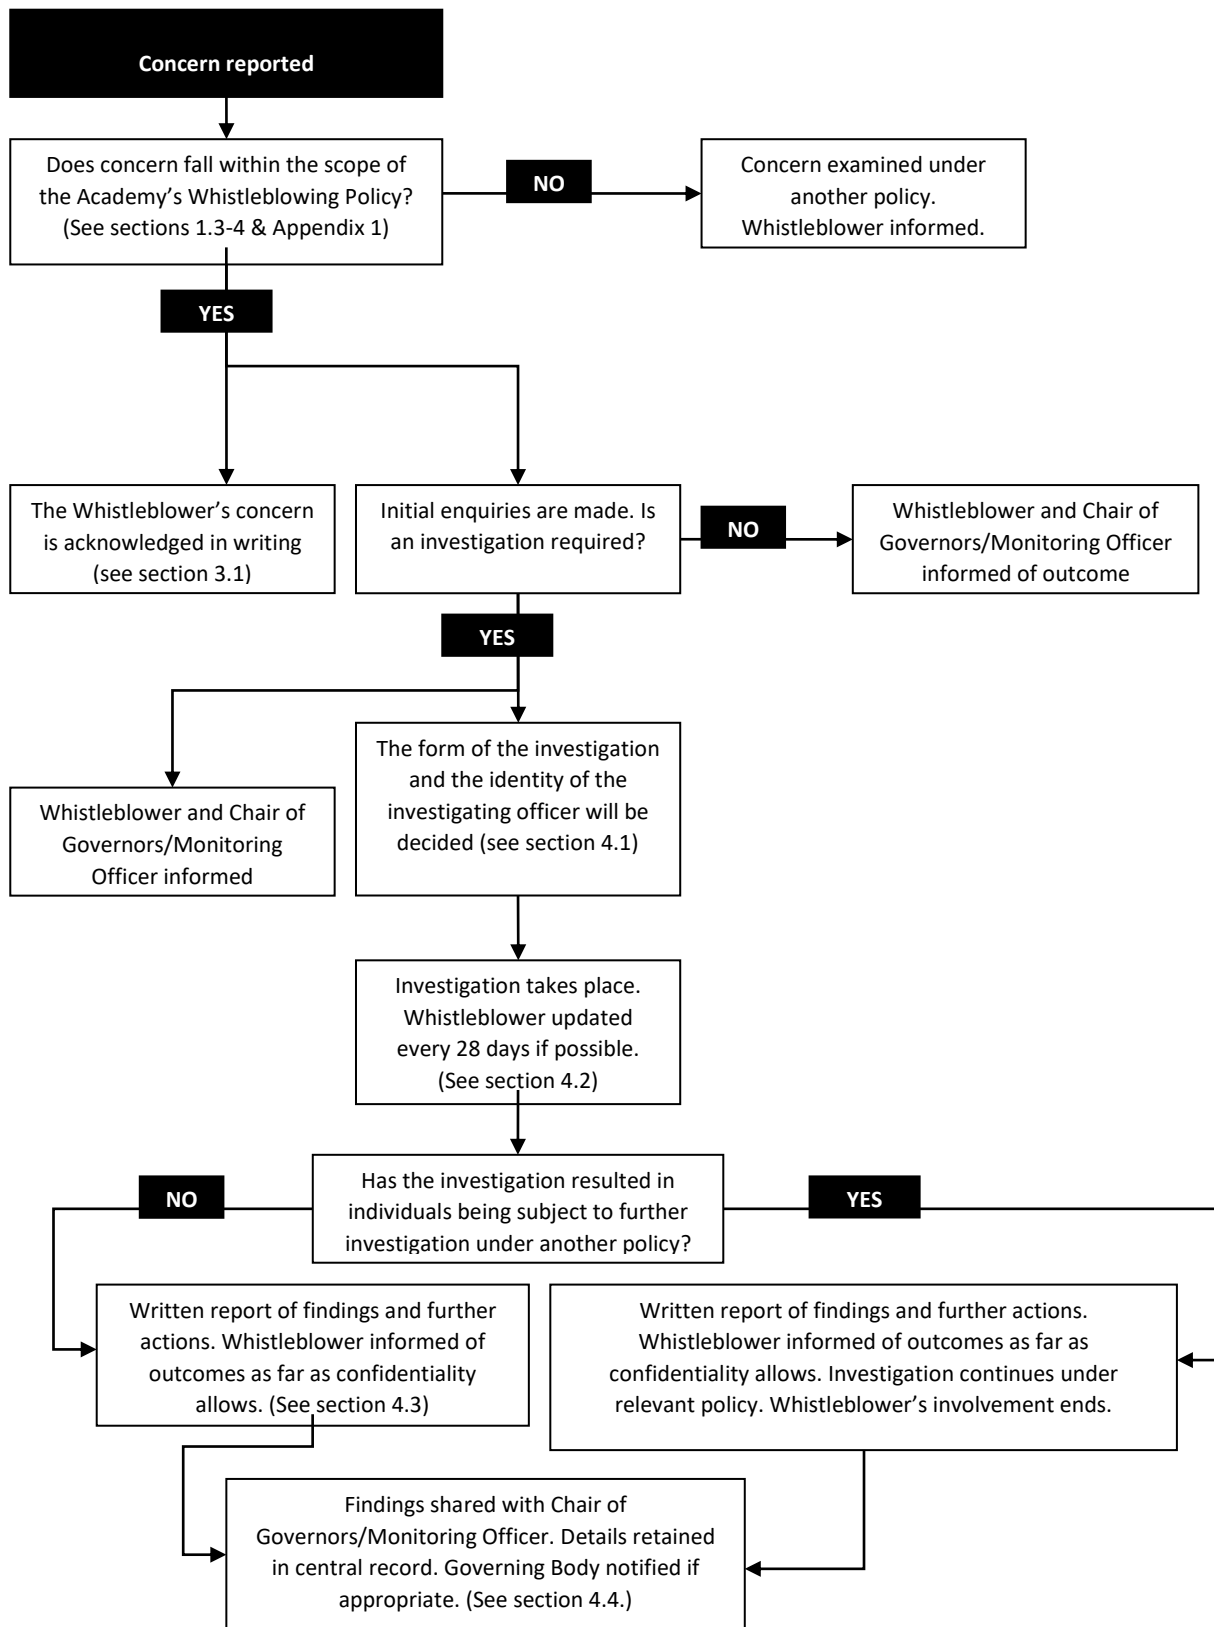 Concern reported
Does concern fall within the scope of
the Academy’s Whistleblowing Policy?
(See sections 1.3-4 & Appendix 1)
NO
Concern examined under
another policy.
Whistleblower informed.
YES
The Whistleblower’s concern
is acknowledged in writing
(see section 3.1)
Initial enquiries are made. Is
an investigation required?
NO
Whistleblower and Chair of
Governors/Monitoring Officer
informed of outcome
YES
Whistleblower and Chair of
Governors/Monitoring
Officer informed
The form of the investigation
and the identity of the
investigating officer will be
decided (see section 4.1)
Investigation takes place.
Whistleblower updated
every 28 days if possible.
(See section 4.2)
Has the investigation resulted in
individuals being subject to further
investigation under another policy?
NO
YES
Written report of findings and further
actions. Whistleblower informed of
outcomes as far as confidentiality
allows. (See section 4.3)
Written report of findings and further actions.
Whistleblower informed of outcomes as far as
confidentiality allows. Investigation continues under
relevant policy. Whistleblower’s involvement ends.
Findings shared with Chair of
Governors/Monitoring Officer. Details retained
in central record. Governing Body notified if
appropriate. (See section 4.4.)